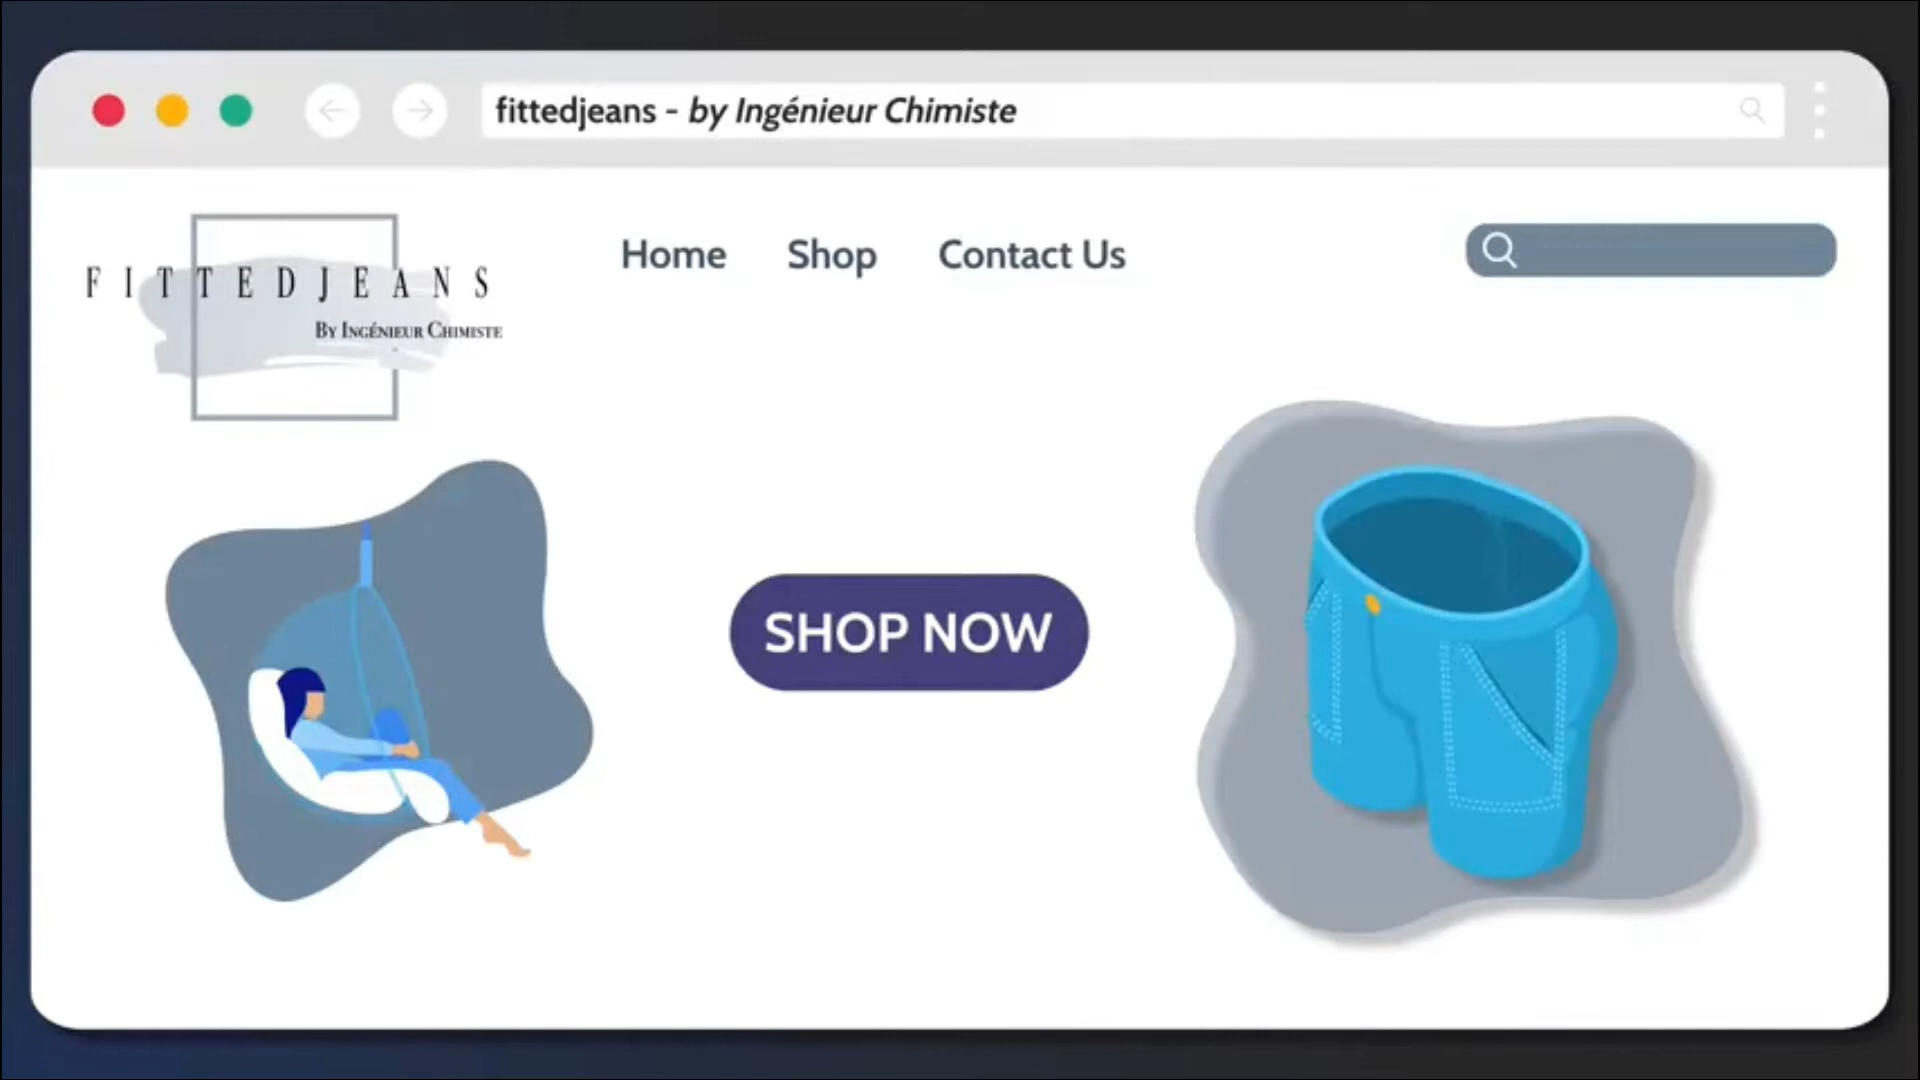 fittedjeans - by Ingénieur Chimiste
FITTEDJEANS
By Ingénieur Chimiste
Home Shop Contact Us
SHOP NOW